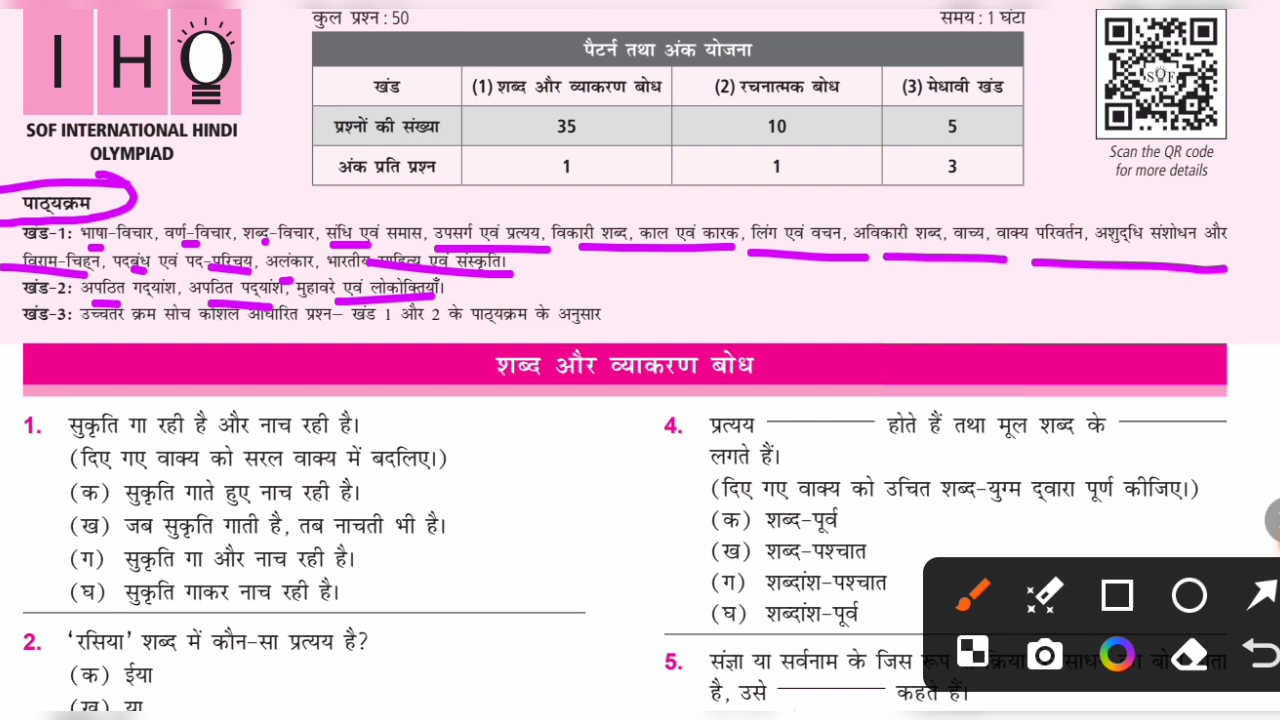 IHO
SOF INTERNATIONAL HINDI
OLYMPIAD
कुल प्रश्न : 50
समय : 1 घंटा
पैटर्न तथा अंक योजना
खंड (1) शब्द और व्याकरण बोध (2) रचनात्मक बोध (3) मेधावी खंड
प्रश्नों की संख्या 35 10 5
अंक प्रति प्रश्न 1 1 3
SOF
Scan the QR code
for more details
पाठ्यक्रम
खंड-1: भाषा-विचार, वर्ण-विचार, शब्द-विचार, संधि एवं समास, उपसर्ग एवं प्रत्यय, विकारी शब्द, काल एवं कारक, लिंग एवं वचन, अविकारी शब्द, वाच्य, वाक्य परिवर्तन, अशुद्धि संशोधन और
विराम-चिह्न, पदबंध एवं पद-परिचय, अलंकार, भारतीय साहित्य एवं संस्कृति।
खंड-2: अपठित गद्यांश, अपठित पद्यांश, मुहावरे एवं लोकोक्तियाँ।
खंड-3: उच्चतर क्रम सोच कौशल आधारित प्रश्न– खंड 1 और 2 के पाठ्यक्रम के अनुसार
शब्द और व्याकरण बोध
1. सुकृति गा रही है और नाच रही है।
(दिए गए वाक्य को सरल वाक्य में बदलिए।)
(क) सुकृति गाते हुए नाच रही है।
(ख) जब सुकृति गाती है, तब नाचती भी है।
(ग) सुकृति गा और नाच रही है।
(घ) सुकृति गाकर नाच रही है।
2. 'रसिया' शब्द में कौन-सा प्रत्यय है?
(क) ईया
(ख) या
4. प्रत्यय ________ होते हैं तथा मूल शब्द के ________
लगते हैं।
(दिए गए वाक्य को उचित शब्द-युग्म द्वारा पूर्ण कीजिए।)
(क) शब्द-पूर्व
(ख) शब्द-पश्चात
(ग) शब्दांश-पश्चात
(घ) शब्दांश-पूर्व
5. संज्ञा या सर्वनाम के जिस रूप
है, उसे ________ कहते हैं।